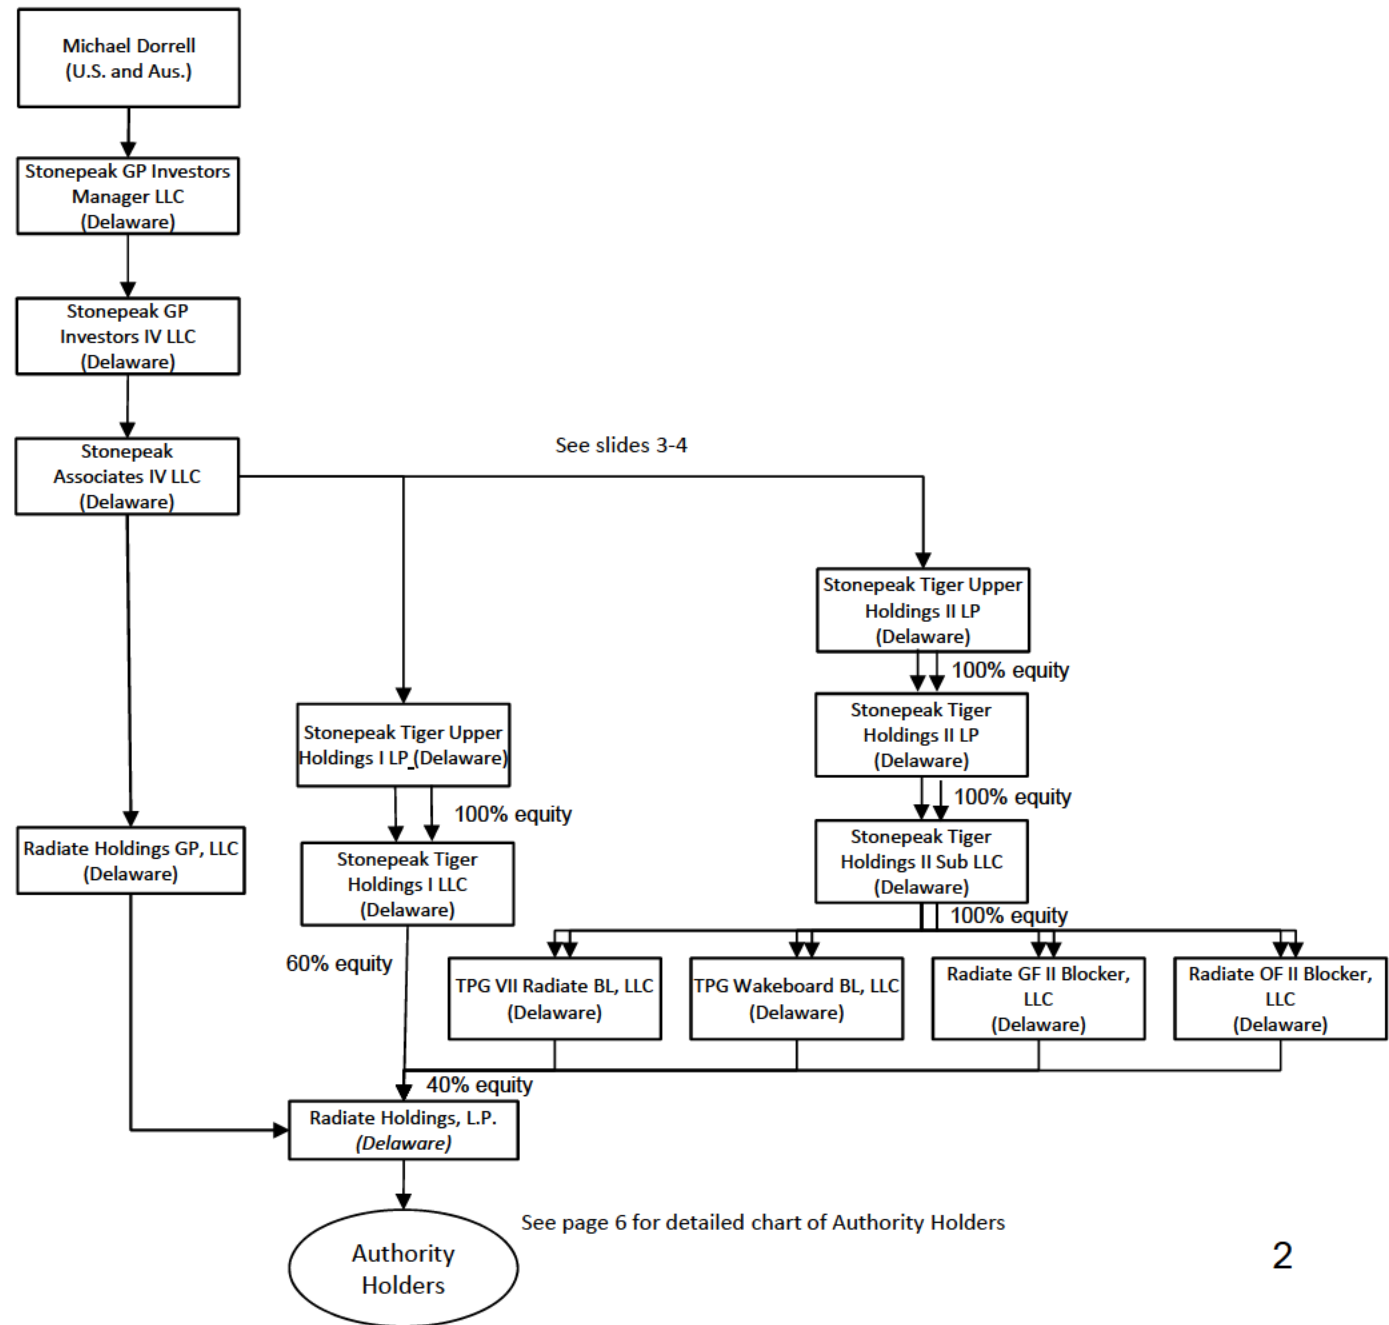 Michael Dorrell
(U.S. and Aus.)
Stonepeak GP Investors
Manager LLC
(Delaware)
Stonepeak GP
Investors IV LLC
(Delaware)
Stonepeak
Associates IV LLC
(Delaware)
See slides 3-4
Stonepeak Tiger Upper
Holdings II LP
(Delaware)
100% equity
Stonepeak Tiger
Holdings II LP
(Delaware)
100% equity
Stonepeak Tiger Upper
Holdings I LP (Delaware)
100% equity
Stonepeak Tiger
Holdings II Sub LLC
(Delaware)
100% equity
Radiate Holdings GP, LLC
(Delaware)
Stonepeak Tiger
Holdings I LLC
(Delaware)
60% equity
TPG VII Radiate BL, LLC
(Delaware)
TPG Wakeboard BL, LLC
(Delaware)
Radiate GF II Blocker,
LLC
(Delaware)
Radiate OF II Blocker,
LLC
(Delaware)
40% equity
Radiate Holdings, L.P.
(Delaware)
See page 6 for detailed chart of Authority Holders
Authority
Holders
2